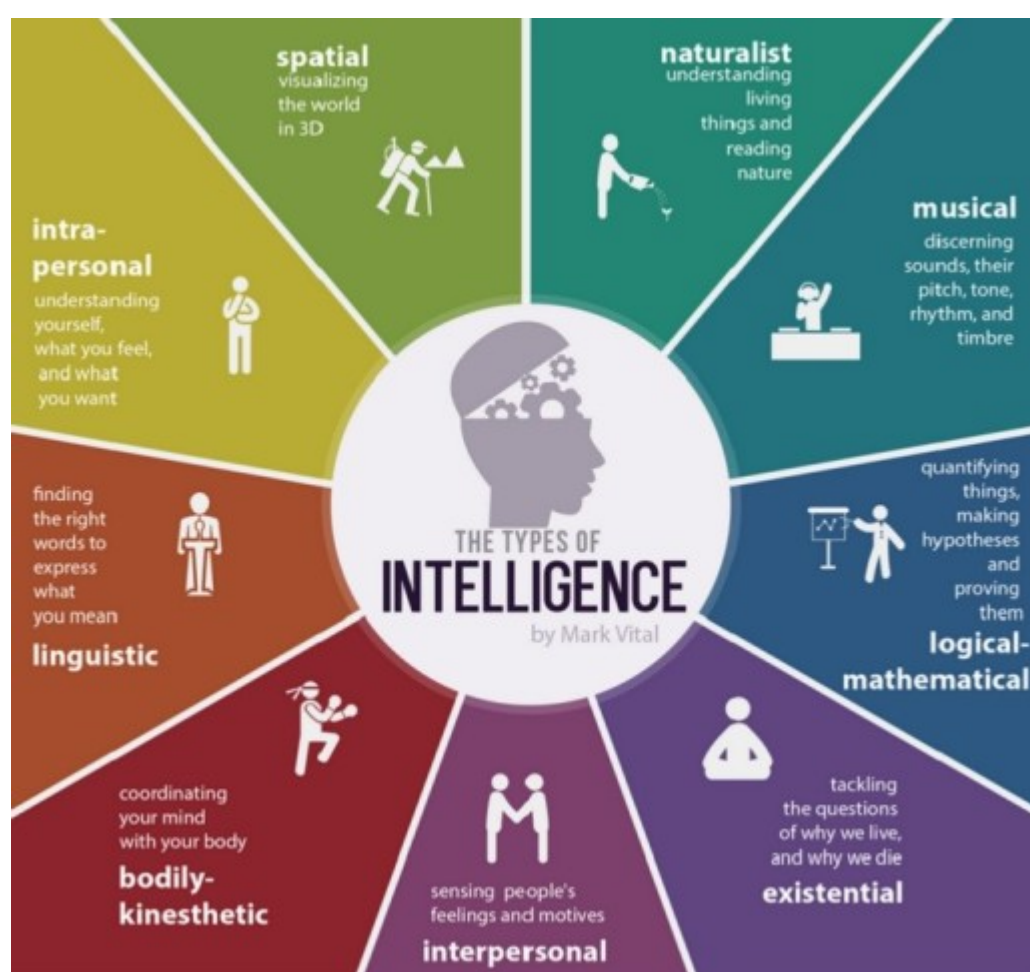 spatial
visualizing
the world
in 3D
naturalist
understanding
living
things and
reading
nature
musical
discerning
sounds, their
pitch, tone,
rhythm, and
timbre
quantifying
things,
making
hypotheses
and
proving
them
logical-
mathematical
tackling
the questions
of why we live,
and why we die
existential
sensing people's
feelings and motives
interpersonal
coordinating
your mind
with your body
bodily-
kinesthetic
finding
the right
words to
express
what
you mean
linguistic
intra-
personal
understanding
yourself,
what you feel,
and what
you want
THE TYPES OF
INTELLIGENCE
by Mark Vital